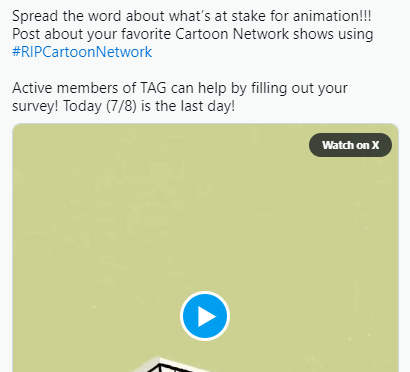 Spread the word about what's at stake for animation!!!
Post about your favorite Cartoon Network shows using
#RIPCartoonNetwork
Active members of TAG can help by filling out your
survey! Today (7/8) is the last day!
Watch on X